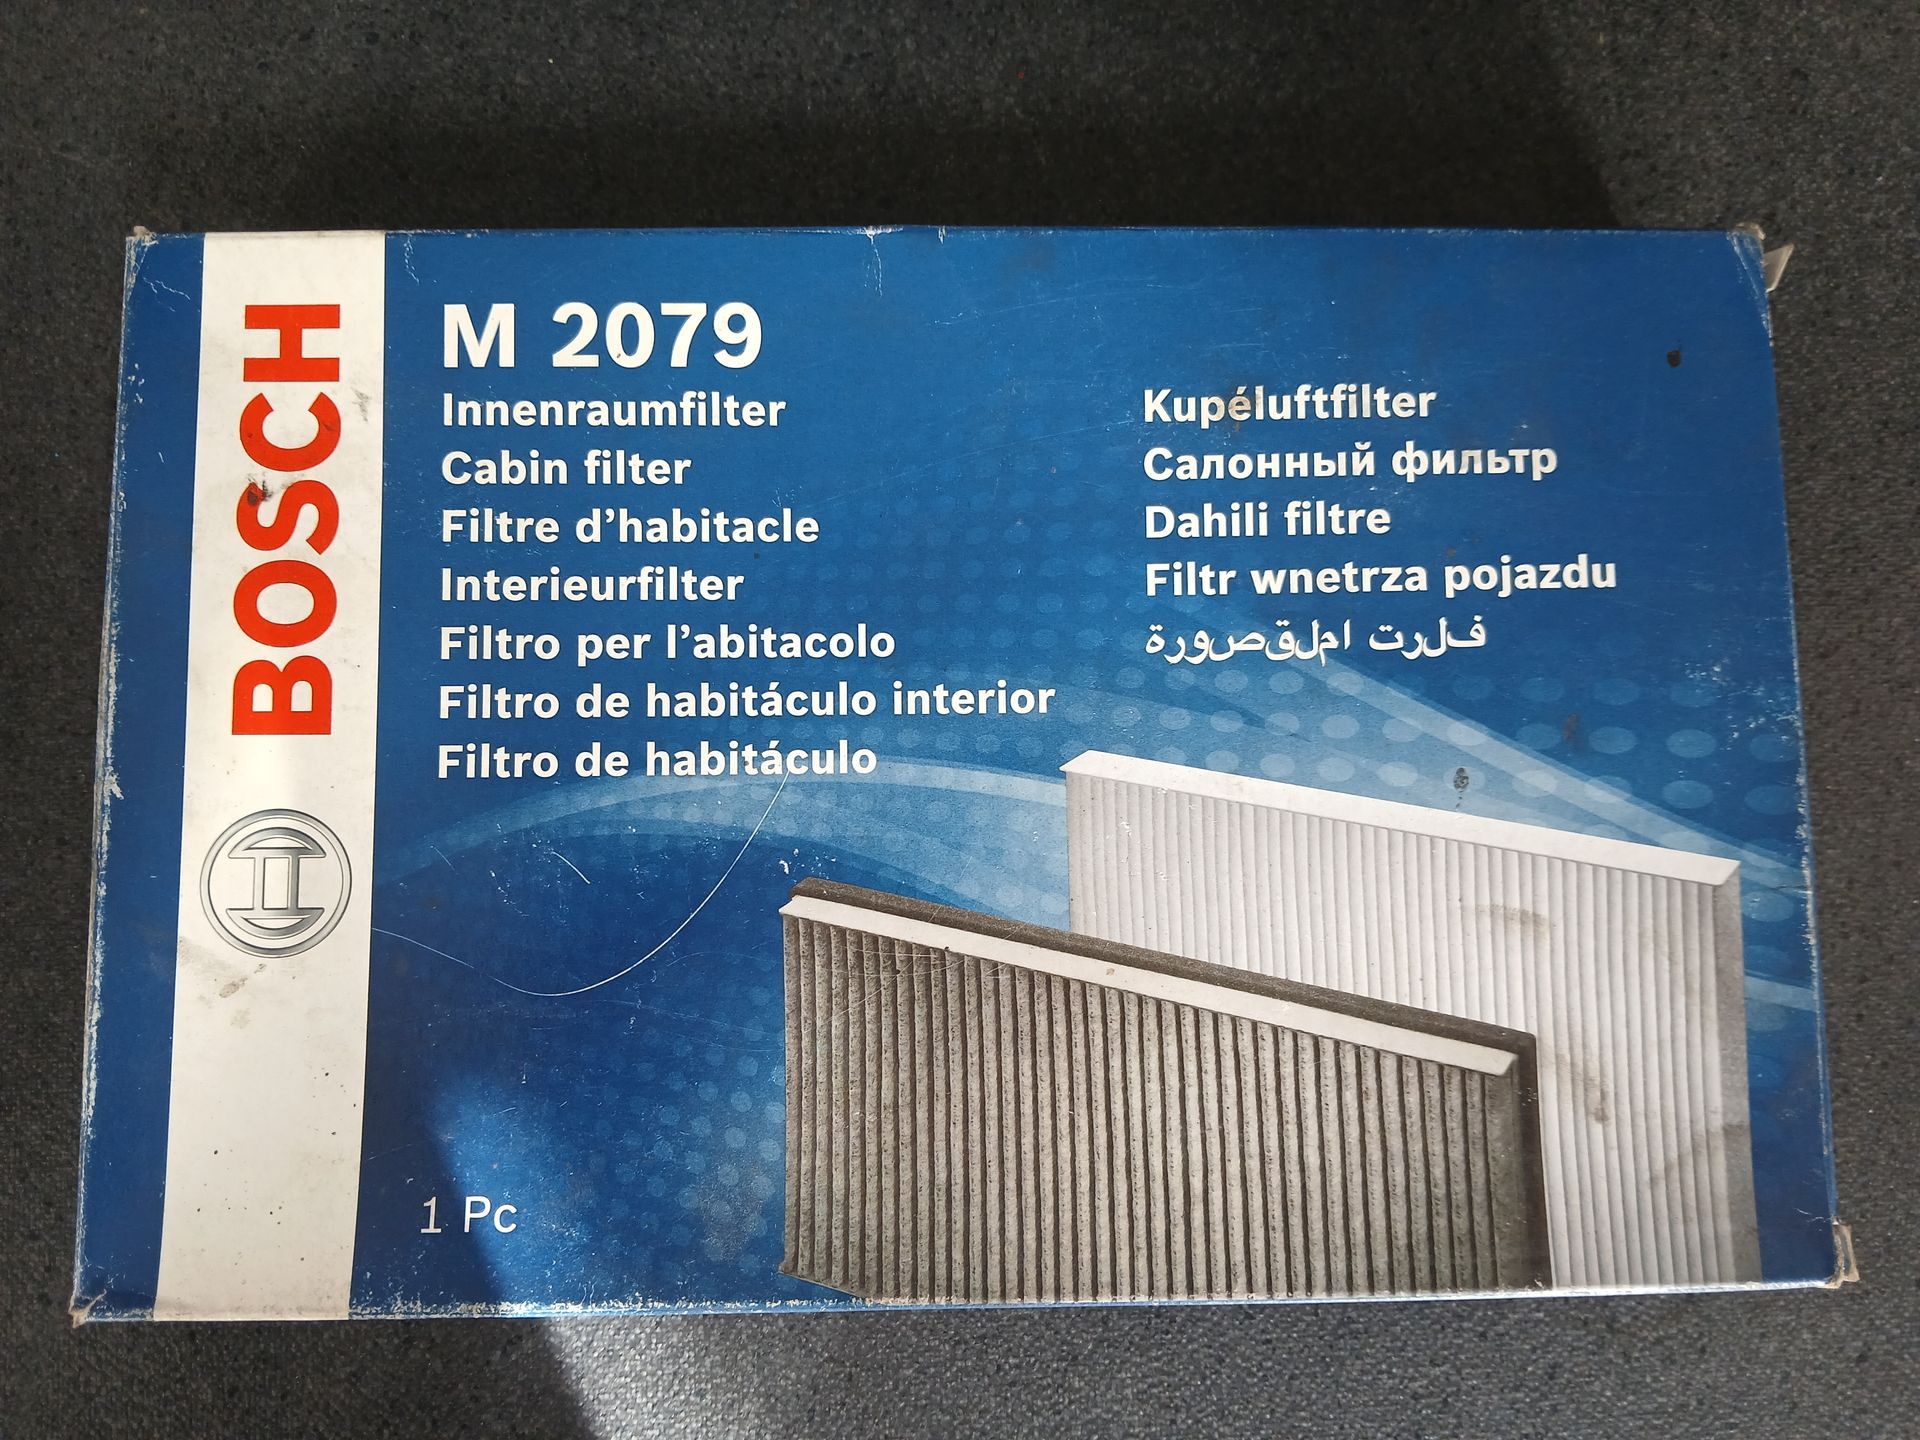 BOSCH
M 2079
Innenraumfilter
Cabin filter
Filtre d’habitacle
Interieurfilter
Filtro per l’abitacolo
Filtro de habitáculo interior
Filtro de habitáculo
Kupéluftfilter
Салонный фильтр
Dahili filtre
Filtr wnetrza pojazdu
فلرت املقصورة
1 Pc